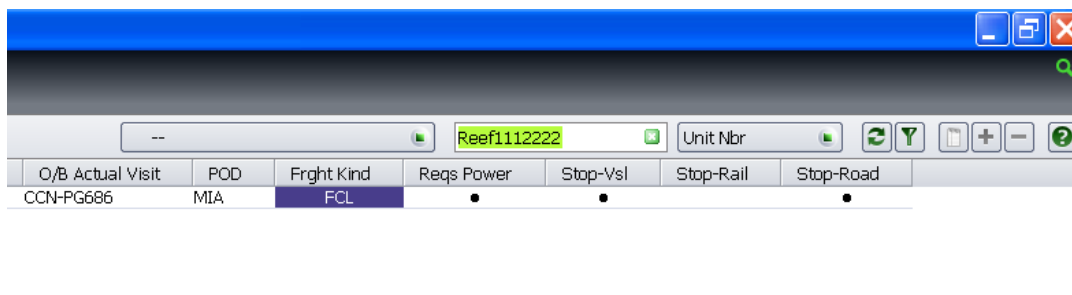 -- Reef1112222 Unit Nbr
O/B Actual Visit POD Frght Kind Reqs Power Stop-Vsl Stop-Rail Stop-Road
CCN-PG686 MIA FCL ● ● ●